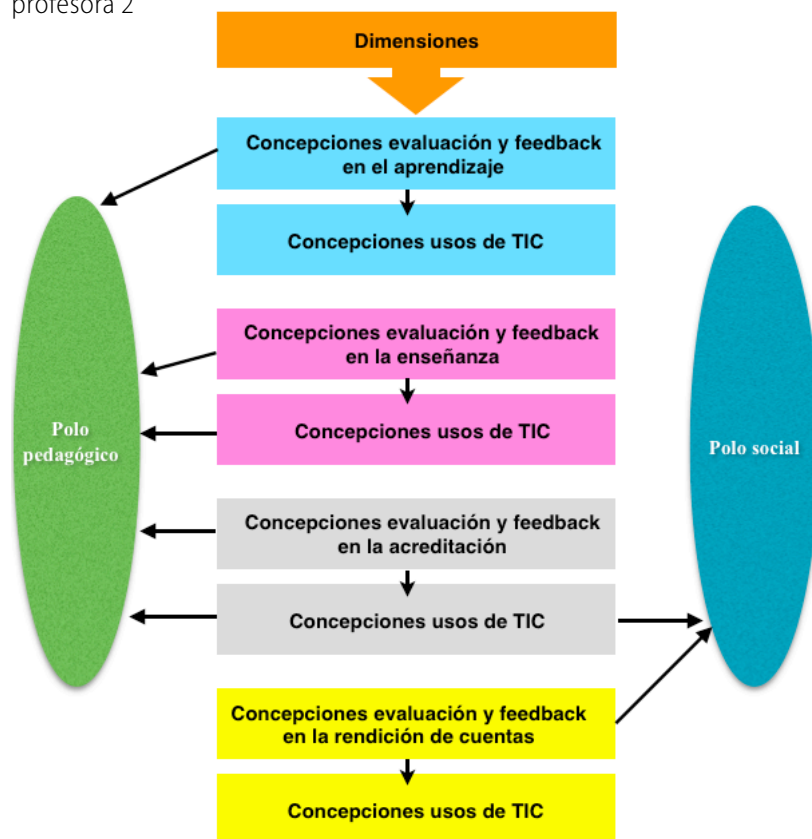 profesora 2
Dimensiones
Concepciones evaluación y feedback
en el aprendizaje
Concepciones usos de TIC
Concepciones evaluación y feedback
en la enseñanza
Concepciones usos de TIC
Polo
pedagógico
Polo social
Concepciones evaluación y feedback
en la acreditación
Concepciones usos de TIC
Concepciones evaluación y feedback
en la rendición de cuentas
Concepciones usos de TIC